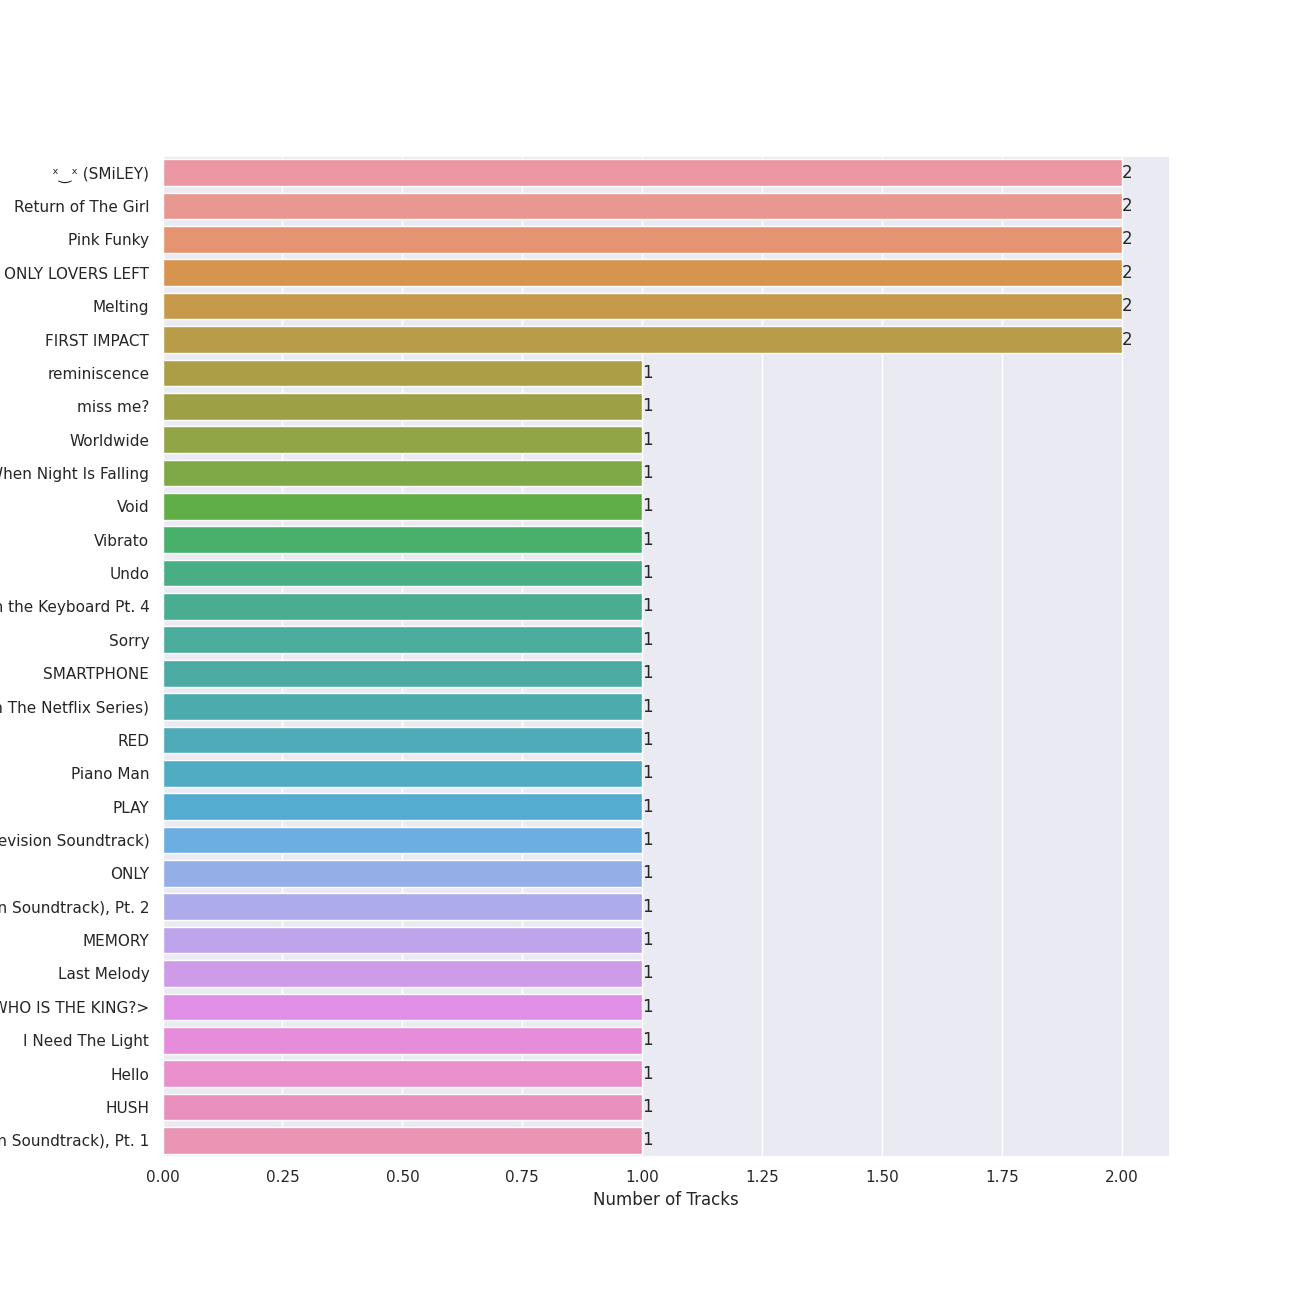 ˣ‿ˣ (SMiLEY) 2
Return of The Girl 2
Pink Funky 2
ONLY LOVERS LEFT 2
Melting 2
FIRST IMPACT 2
reminiscence 1
miss me? 1
Worldwide 1
When Night Is Falling 1
Void 1
Vibrato 1
Undo 1
the Keyboard Pt. 4 1
Sorry 1
SMARTPHONE 1
The Netflix Series) 1
RED 1
Piano Man 1
PLAY 1
evision Soundtrack) 1
ONLY 1
n Soundtrack), Pt. 2 1
MEMORY 1
Last Melody 1
WHO IS THE KING?> 1
I Need The Light 1
Hello 1
HUSH 1
n Soundtrack), Pt. 1 1
0.00 0.25 0.50 0.75 1.00 1.25 1.50 1.75 2.00
Number of Tracks